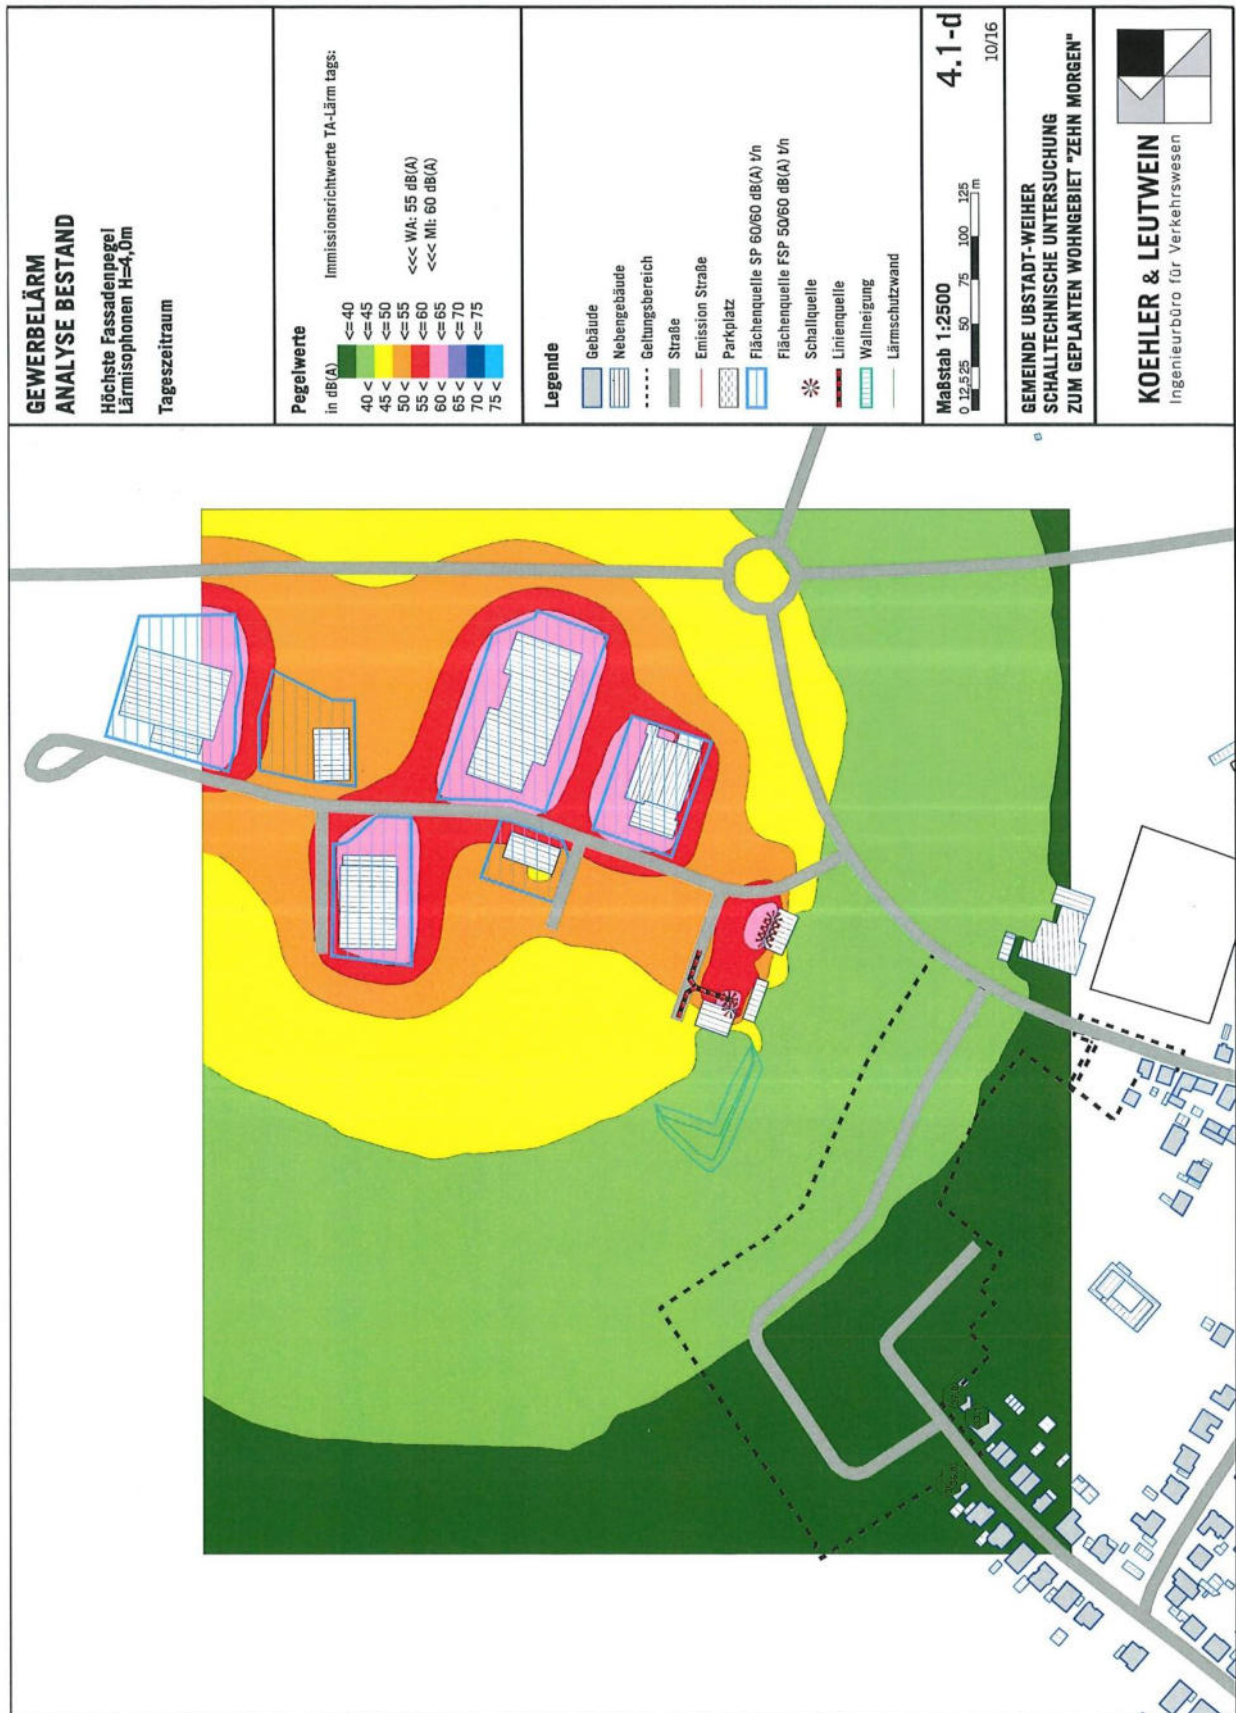 GEWERBELÄRM
ANALYSE BESTAND
Höchste Fassadenpegel
Lärmisophonen H=4,0m
Tageszeitraum
Pegelwerte
in dB(A)
Immissionsrichtwerte TA-Lärm tags:
<=40
40 < <=45
45 < <=50
50 < <=55 <<< WA: 55 dB(A)
55 < <=60 <<< MI: 60 dB(A)
60 < <=65
65 < <=70
70 < <=75
75 <
Legende
Gebäude
Nebengebäude
Geltungsbereich
Straße
Emission Straße
Parkplatz
Flächenquelle SP 60/60 dB(A) t/n
Flächenquelle FSP 50/60 dB(A) t/n
Schallquelle
Linienquelle
Wallneigung
Lärmschutzwand
Maßstab 1:2500
0 12,5 25 50 75 100 125
m
4.1-d
10/16
GEMEINDE UBSTADT-WEIHER
SCHALLTECHNISCHE UNTERSUCHUNG
ZUM GEPLANTEN WOHNGEBIET "ZEHN MORGEN"
KOEHLER & LEUTWEIN
Ingenieurbüro für Verkehrswesen